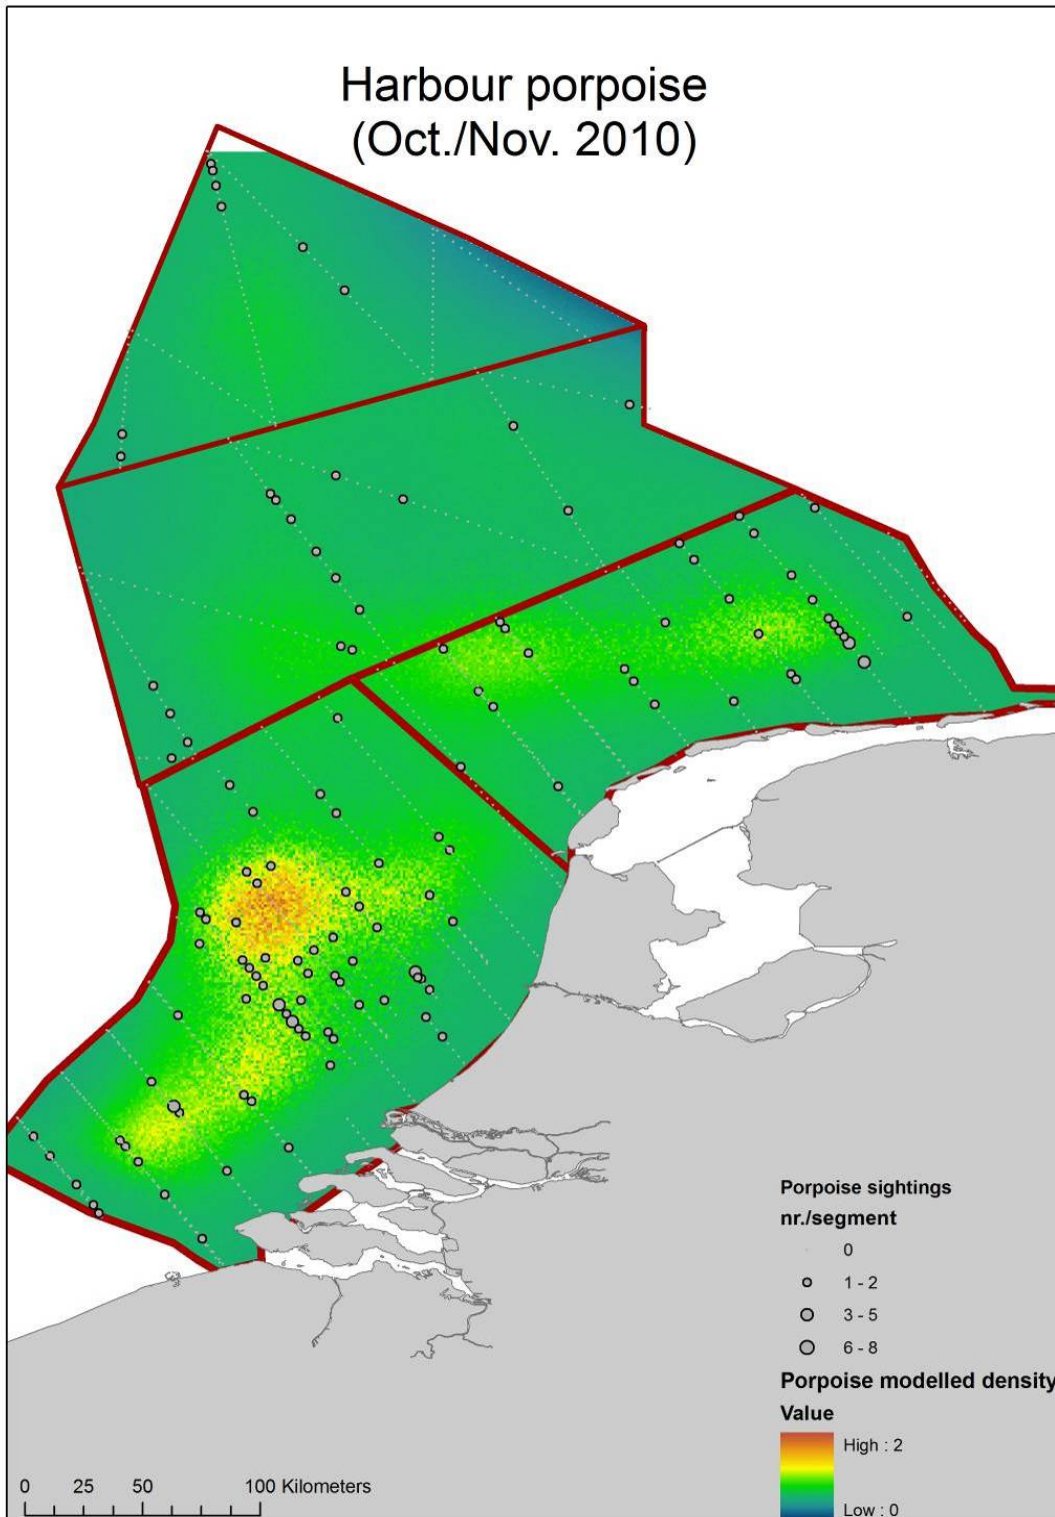 Harbour porpoise
(Oct./Nov. 2010)
Porpoise sightings
nr./segment
0
1 - 2
3 - 5
6 - 8
Porpoise modelled density
Value
High : 2
Low : 0
0 25 50 100 Kilometers